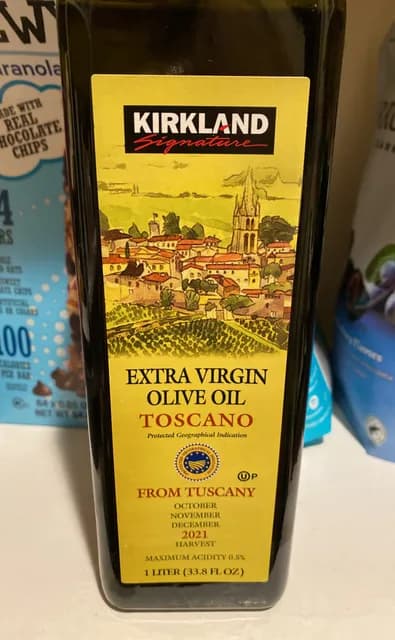 KIRKLAND
Signature
EXTRA VIRGIN
OLIVE OIL
TOSCANO
Protected Geographical Indication
U P
FROM TUSCANY
OCTOBER
NOVEMBER
DECEMBER
2021
HARVEST
MAXIMUM ACIDITY 0.5%
1 LITER (33.8 FL OZ)
MADE WITH
REAL
CHOCOLATE
CHIPS